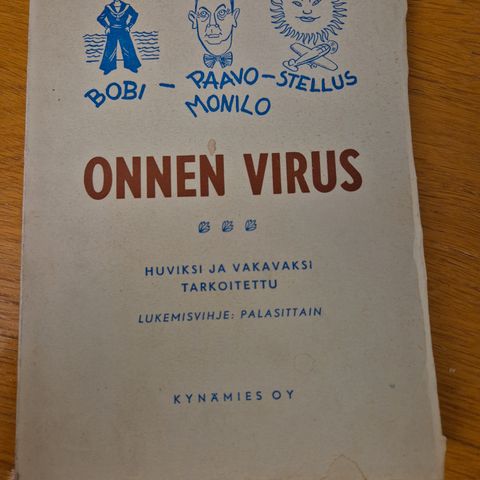 BOBI - PAAVO - STELLUS
MONILO
ONNEN VIRUS
HUVIKSI JA VAKAVAKSI
TARKOITETTU
LUKEMISVIHJE: PALASITTAIN
KYNÄMIES OY